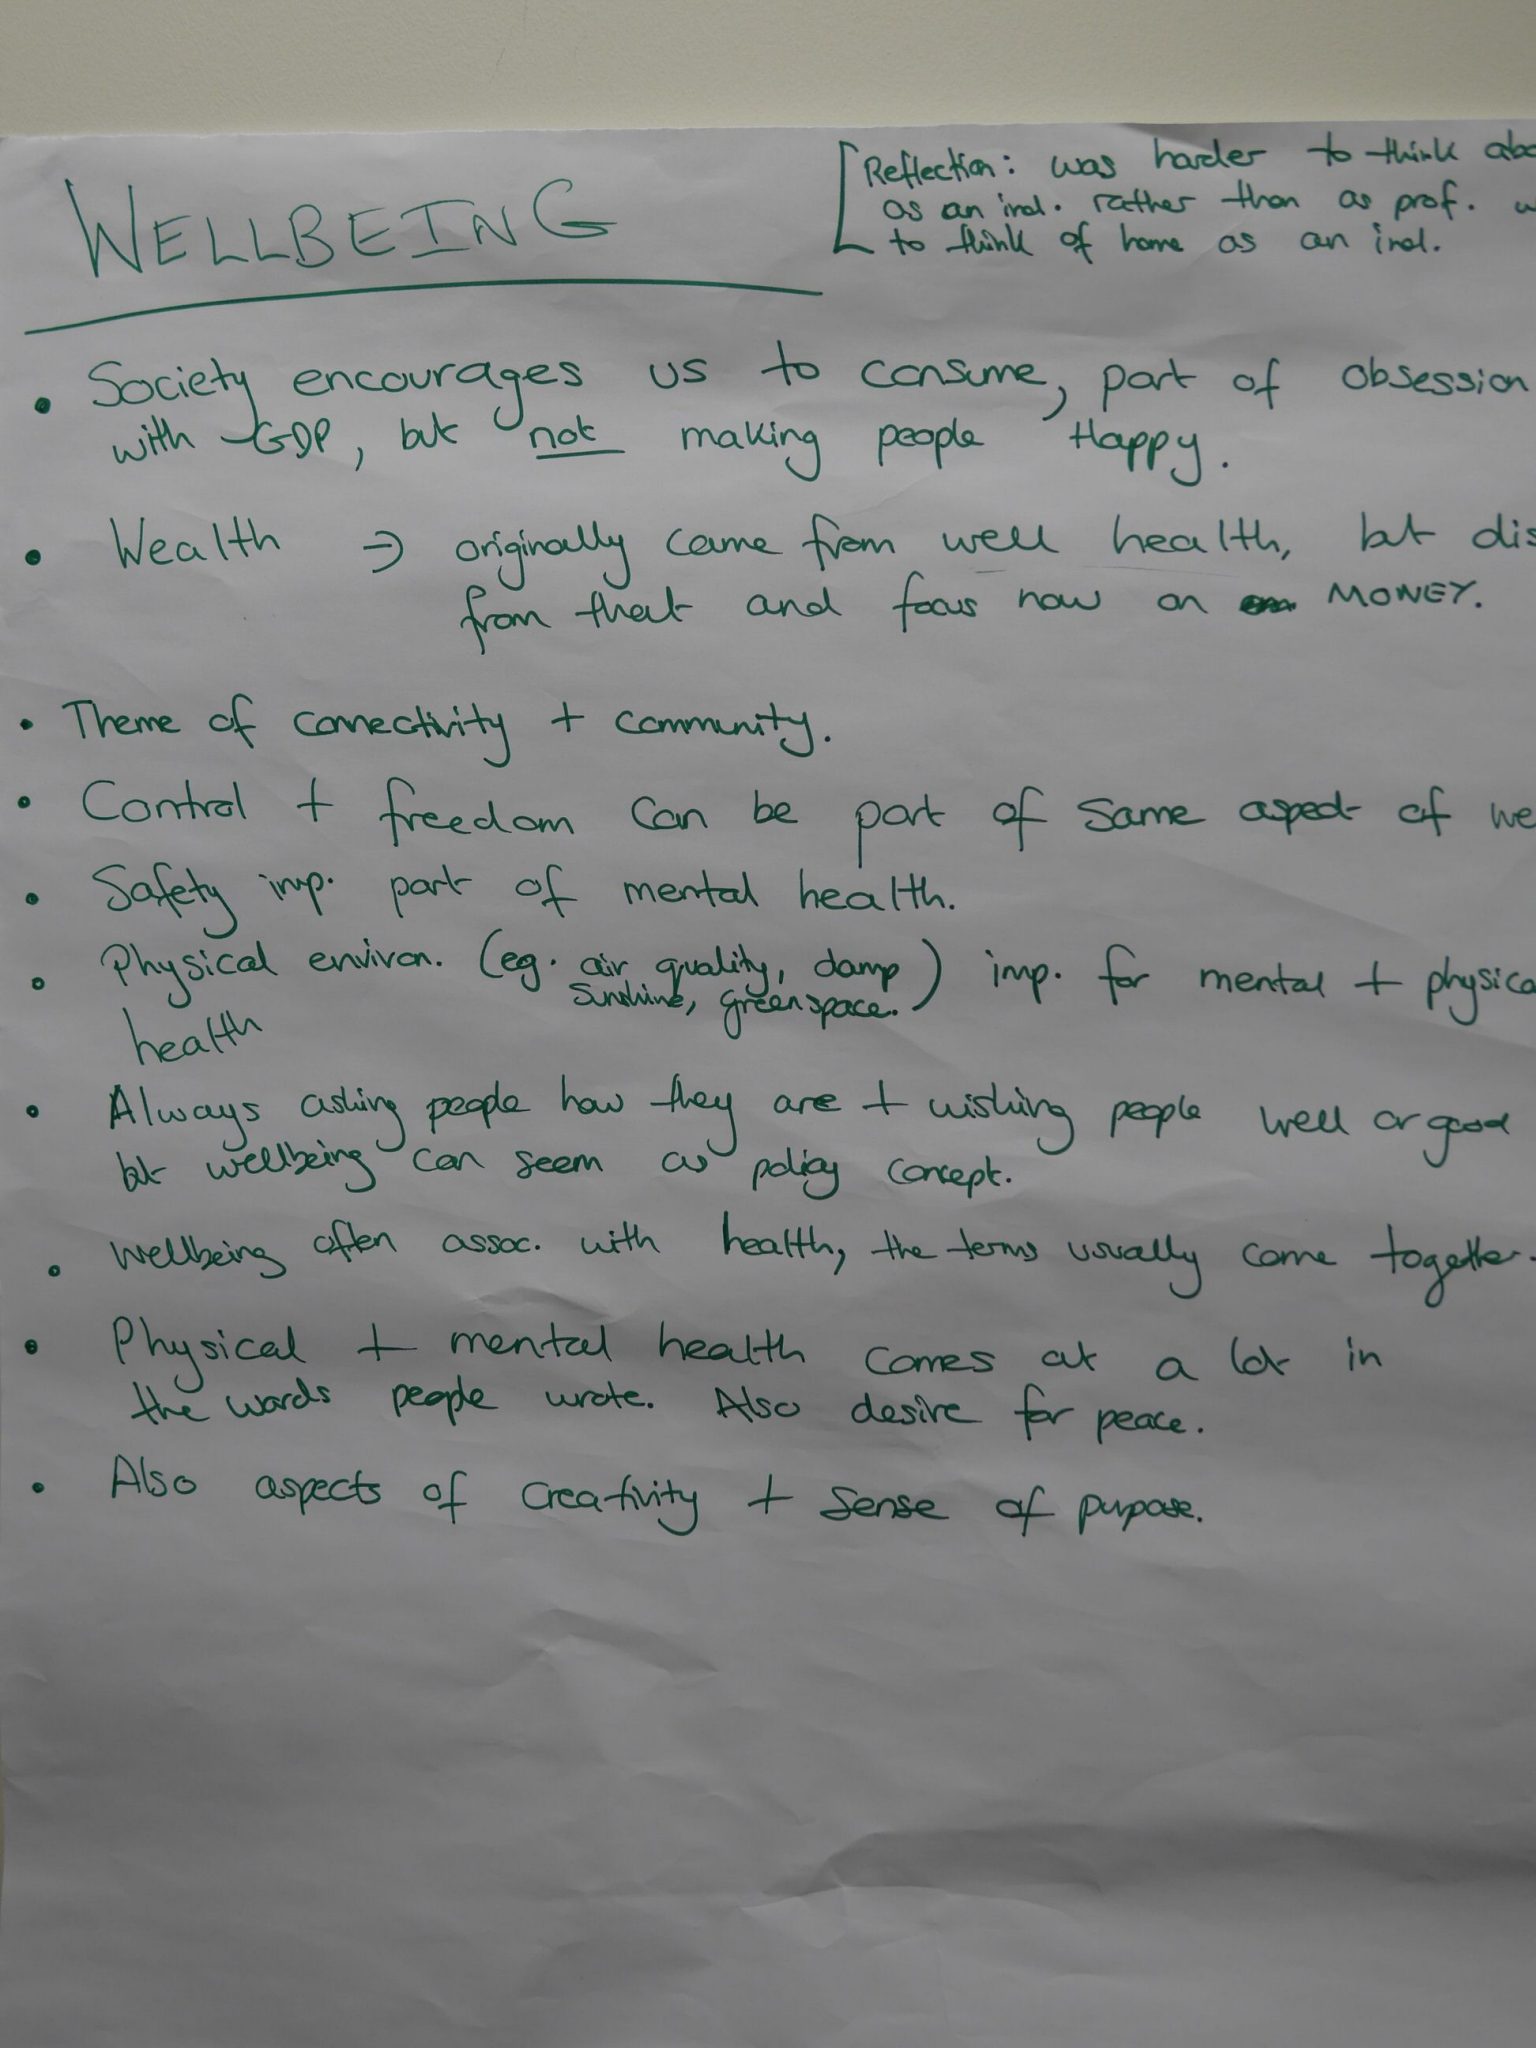 WELLBEING
[Reflection: was harder to think abo
as an ind. rather than as prof. w
to think of home as an ind.
• Society encourages us to consume, part of obsession
with GDP, but not making people Happy.
• Wealth → originally came from well health, but dis
from that and focus now on MONEY.
• Theme of connectivity + community.
• Control + freedom can be part of same aspect of we
• Safety imp. part of mental health.
• Physical environ. (eg. air quality, damp
sunshine, greenspace.) imp. for mental + physica
health
• Always asking people how they are + wishing people well or good
but wellbeing can seem as policy concept.
• Wellbeing often assoc. with health, the terms usually come together.
• Physical + mental health comes at a lot in
the words people wrote. Also desire for peace.
• Also aspects of creativity + sense of purpose.